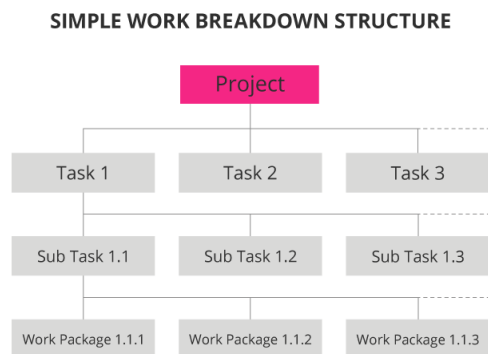 SIMPLE WORK BREAKDOWN STRUCTURE
Project
Task 1
Task 2
Task 3
Sub Task 1.1
Sub Task 1.2
Sub Task 1.3
Work Package 1.1.1
Work Package 1.1.2
Work Package 1.1.3